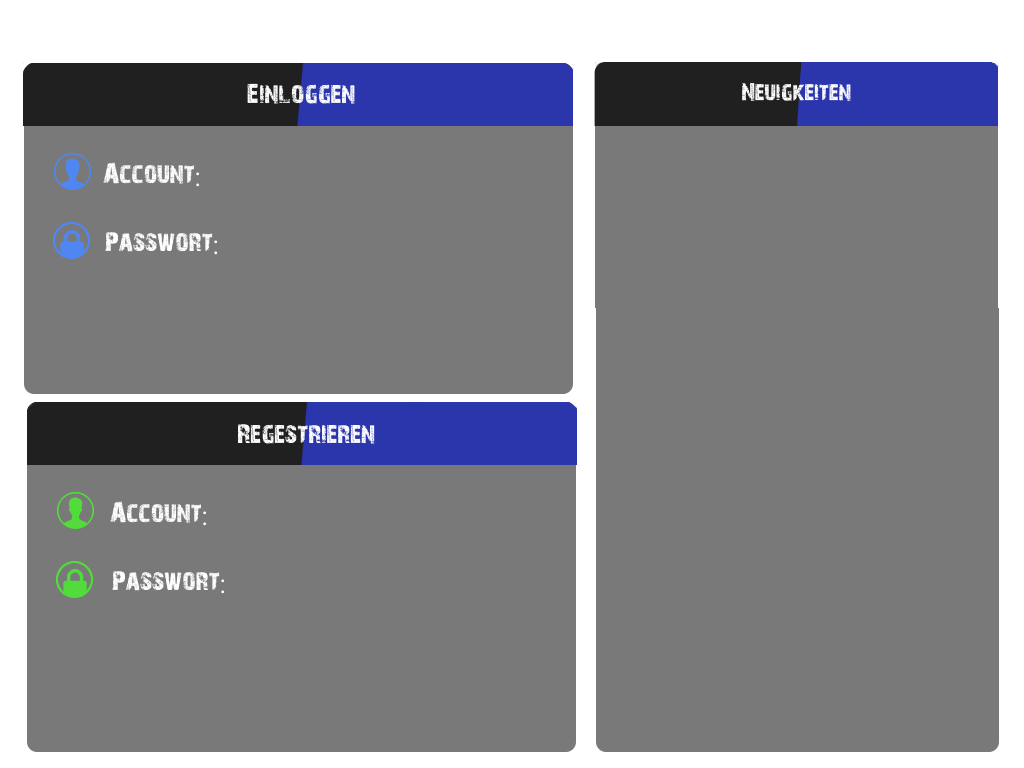 Einloggen
Account:
Passwort:
Regestrieren
Account:
Passwort:
Neuigkeiten